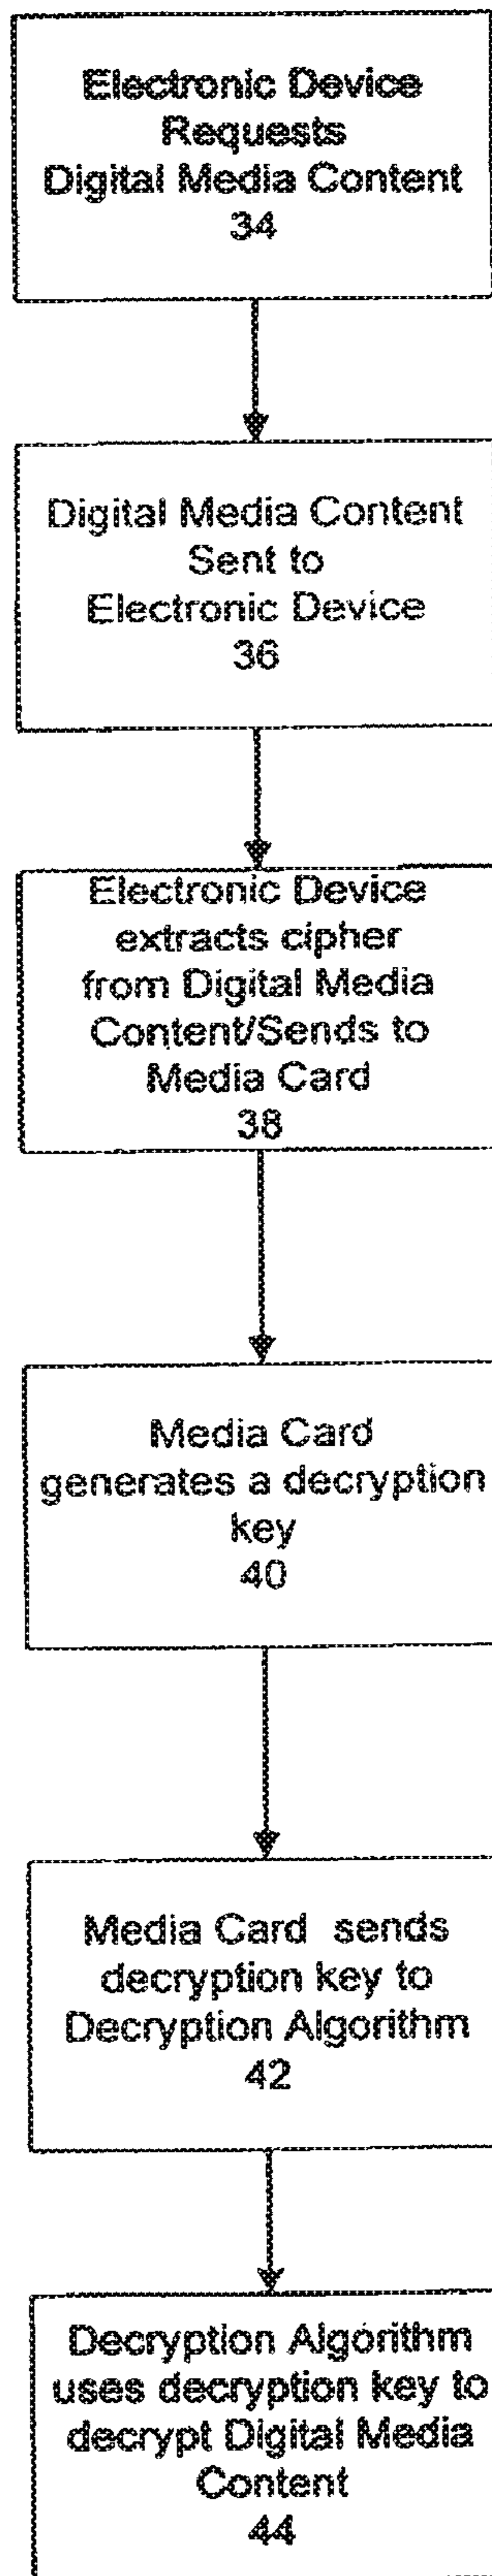 Electronic Device
Requests
Digital Media Content
34
Digital Media Content
Sent to
Electronic Device
36
Electronic Device
extracts cipher
from Digital Media
Content/Sends to
Media Card
38
Media Card
generates a decryption
key
40
Media Card sends
decryption key to
Decryption Algorithm
42
Decryption Algorithm
uses decryption key to
decrypt Digital Media
Content
44